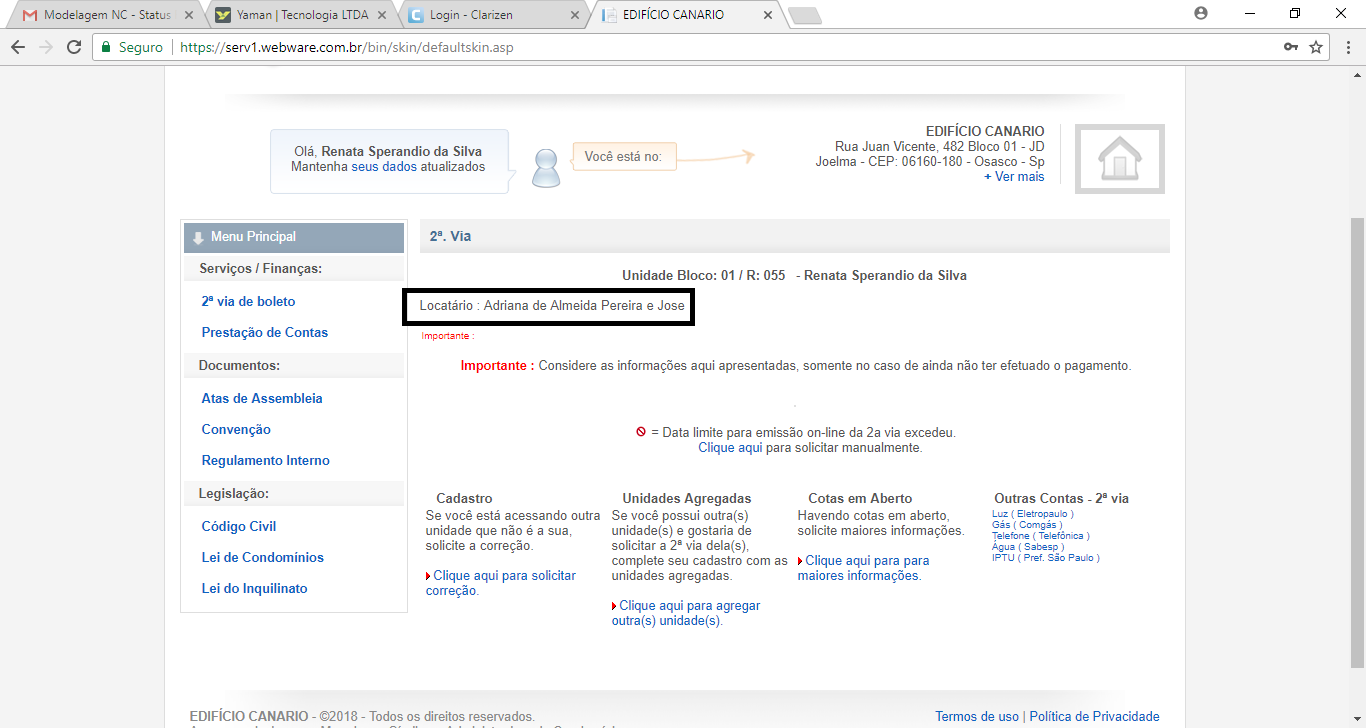 Modelagem NC - Status
Yaman | Tecnologia LTDA
Login - Clarizen
EDIFÍCIO CANARIO
Seguro
https://serv1.webware.com.br/bin/skin/defaultskin.asp
Olá, Renata Sperandio da Silva
Mantenha seus dados atualizados
Você está no:
EDIFÍCIO CANARIO
Rua Juan Vicente, 482 Bloco 01 - JD
Joelma - CEP: 06160-180 - Osasco - Sp
+ Ver mais
Menu Principal
Serviços / Finanças:
2ª via de boleto
Prestação de Contas
Documentos:
Atas de Assembleia
Convenção
Regulamento Interno
Legislação:
Código Civil
Lei de Condomínios
Lei do Inquilinato
2ª. Via
Unidade Bloco: 01 / R: 055 - Renata Sperandio da Silva
Locatário : Adriana de Almeida Pereira e Jose
Importante :
Importante : Considere as informações aqui apresentadas, somente no caso de ainda não ter efetuado o pagamento.
= Data limite para emissão on-line da 2a via excedeu.
Clique aqui para solicitar manualmente.
Cadastro
Se você está acessando outra
unidade que não é a sua,
solicite a correção.
Clique aqui para solicitar
correção.
Unidades Agregadas
Se você possui outra(s)
unidade(s) e gostaria de
solicitar a 2ª via dela(s),
complete seu cadastro com as
unidades agregadas.
Clique aqui para agregar
outra(s) unidade(s).
Cotas em Aberto
Havendo cotas em aberto,
solicite maiores informações.
Clique aqui para para
maiores informações.
Outras Contas - 2ª via
Luz ( Eletropaulo )
Gás ( Comgás )
Telefone ( Telefônica )
Água ( Sabesp )
IPTU ( Pref. São Paulo )
EDIFÍCIO CANARIO - ©2018 - Todos os direitos reservados.
Termos de uso | Política de Privacidade